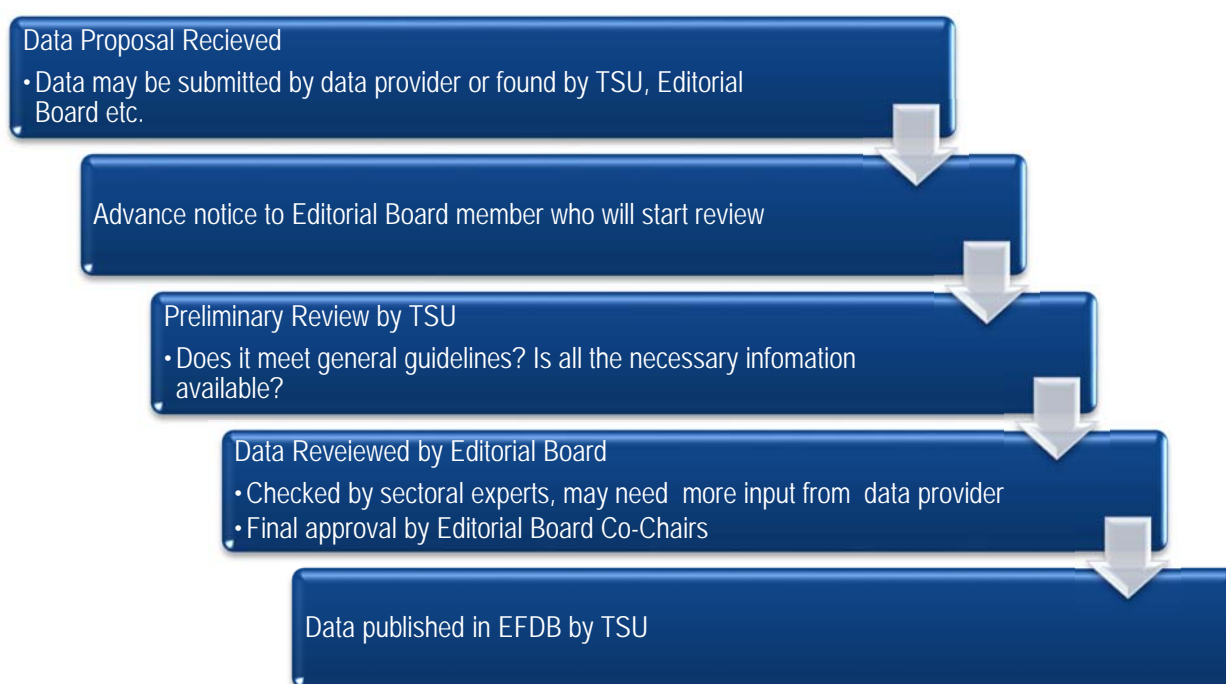 Data Proposal Recieved
• Data may be submitted by data provider or found by TSU, Editorial
Board etc.
Advance notice to Editorial Board member who will start review
Preliminary Review by TSU
• Does it meet general guidelines? Is all the necessary infomation
available?
Data Reveiewed by Editorial Board
• Checked by sectoral experts, may need more input from data provider
• Final approval by Editorial Board Co-Chairs
Data published in EFDB by TSU